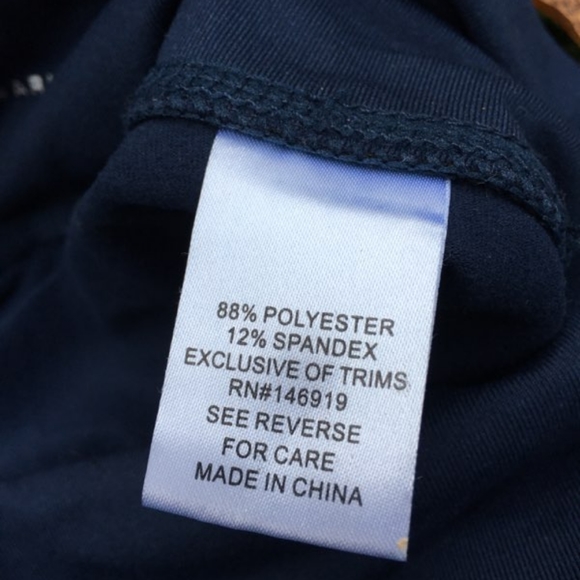 88% POLYESTER
12% SPANDEX
EXCLUSIVE OF TRIMS
RN#146919
SEE REVERSE
FOR CARE
MADE IN CHINA